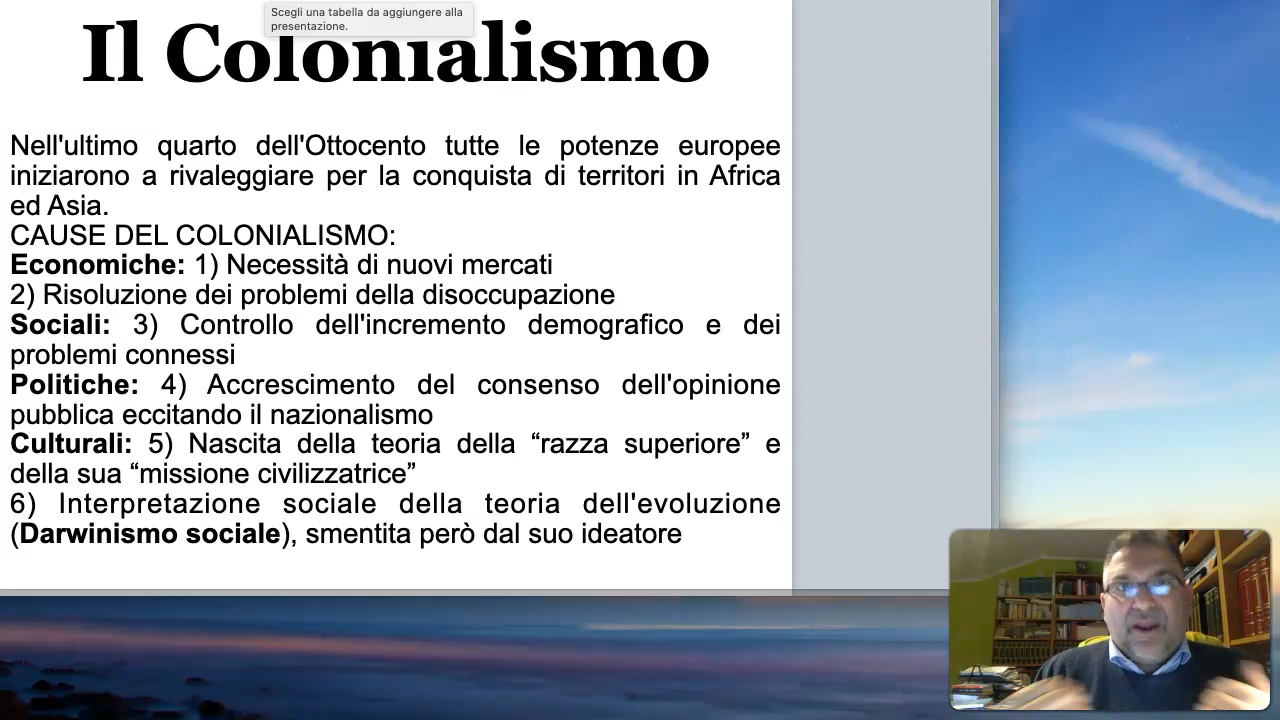 Scegli una tabella da aggiungere alla
presentazione.
Il Colonialismo
Nell'ultimo quarto dell'Ottocento tutte le potenze europee
iniziarono a rivaleggiare per la conquista di territori in Africa
ed Asia.
CAUSE DEL COLONIALISMO:
Economiche: 1) Necessità di nuovi mercati
2) Risoluzione dei problemi della disoccupazione
Sociali: 3) Controllo dell'incremento demografico e dei
problemi connessi
Politiche: 4) Accrescimento del consenso dell'opinione
pubblica eccitando il nazionalismo
Culturali: 5) Nascita della teoria della “razza superiore” e
della sua “missione civilizzatrice”
6) Interpretazione sociale della teoria dell'evoluzione
(Darwinismo sociale), smentita però dal suo ideatore